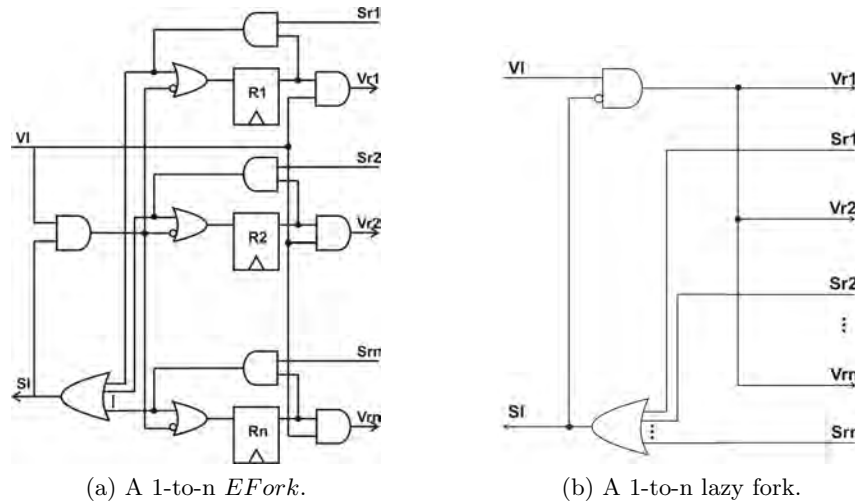 Sr1
R1
Vr1
Vl
Sr2
R2
Vr2
Sl
Srn
Rn
Vrn
(a) A 1-to-n EFork.
Vl
Vr1
Sr1
Vr2
Sr2
Vrn
Sl
Srn
(b) A 1-to-n lazy fork.